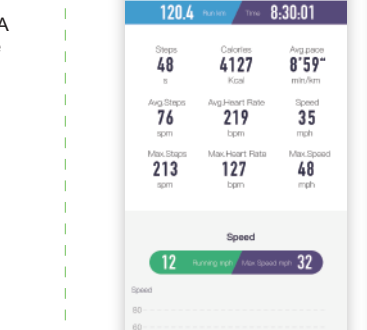 A
120.4 Run km Time 8:30:01
Steps Calories Avg.pace
48 4127 8'59"
s Kcal min/km
Avg.Steps Avg.Heart Rate Speed
76 219 35
spm bpm mph
Max.Steps Max.Heart Rata Max.Speed
213 127 48
spm bpm mph
Speed
12 Running mph Max Speed mph 32
Speed
80
60